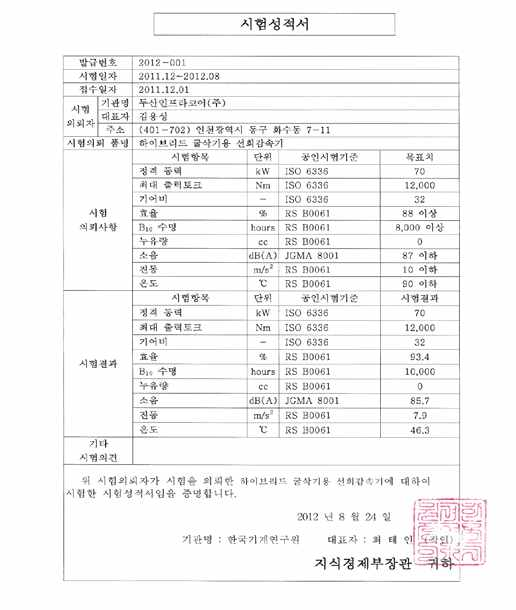 시험성적서
발급번호 2012-001
시험일자 2011.12~2012.08
접수일자 2011.12.01
시험 의뢰자 기관명 두산인프라코어(주)
대표자 김용성
주소 (401-702) 인천광역시 동구 화수동 7-11
시험의뢰 품명 하이브리드 굴삭기용 선회감속기
시험 의뢰사항 시험항목 단위 공인시험기준 목표치
정격 동력 kW ISO 6336 70
최대 출력토크 Nm ISO 6336 12,000
기어비 - ISO 6336 32
효율 % RS B0061 88 이상
B₁₀ 수명 hours RS B0061 8,000 이상
누유량 cc RS B0061 0
소음 dB(A) JGMA 8001 87 이하
진동 m/s² RS B0061 10 이하
온도 ℃ RS B0061 90 이하
시험결과 시험항목 단위 공인시험기준 시험결과
정격 동력 kW ISO 6336 70
최대 출력토크 Nm ISO 6336 12,000
기어비 - ISO 6336 32
효율 % RS B0061 93.4
B₁₀ 수명 hours RS B0061 10,000
누유량 cc RS B0061 0
소음 dB(A) JGMA 8001 85.7
진동 m/s² RS B0061 7.9
온도 ℃ RS B0061 46.3
기타
시험의견
위 시험의뢰자가 시험을 의뢰한 하이브리드 굴삭기용 선회감속기에 대하여
시험한 시험성적서임을 증명합니다.
2012 년 8 월 24 일
기관명 : 한국기계연구원 대표자 : 최 태 인 (직인)
지식경제부장관 귀하